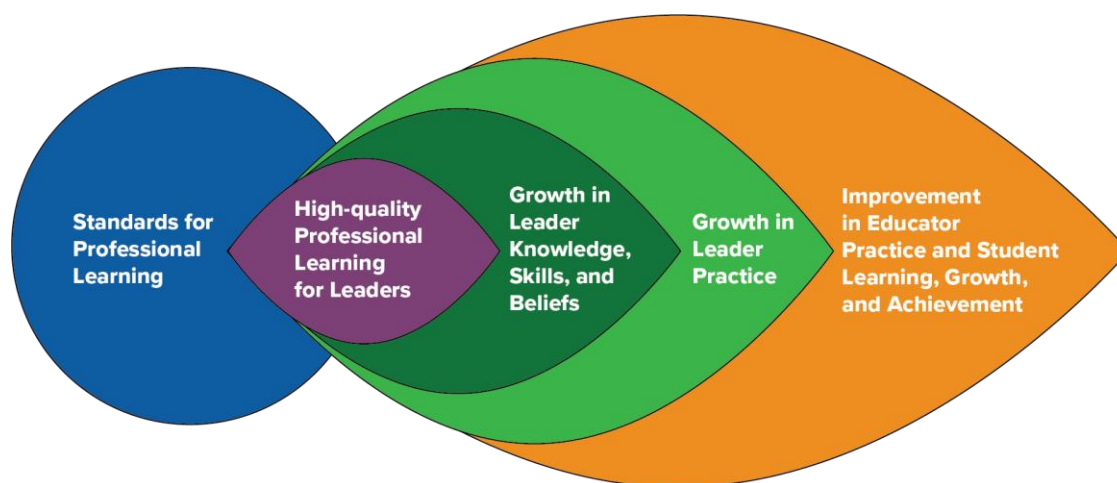 Standards for
Professional
Learning
High-quality
Professional
Learning
for Leaders
Growth in
Leader
Knowledge,
Skills, and
Beliefs
Growth in
Leader
Practice
Improvement
in Educator
Practice and Student
Learning, Growth,
and Achievement